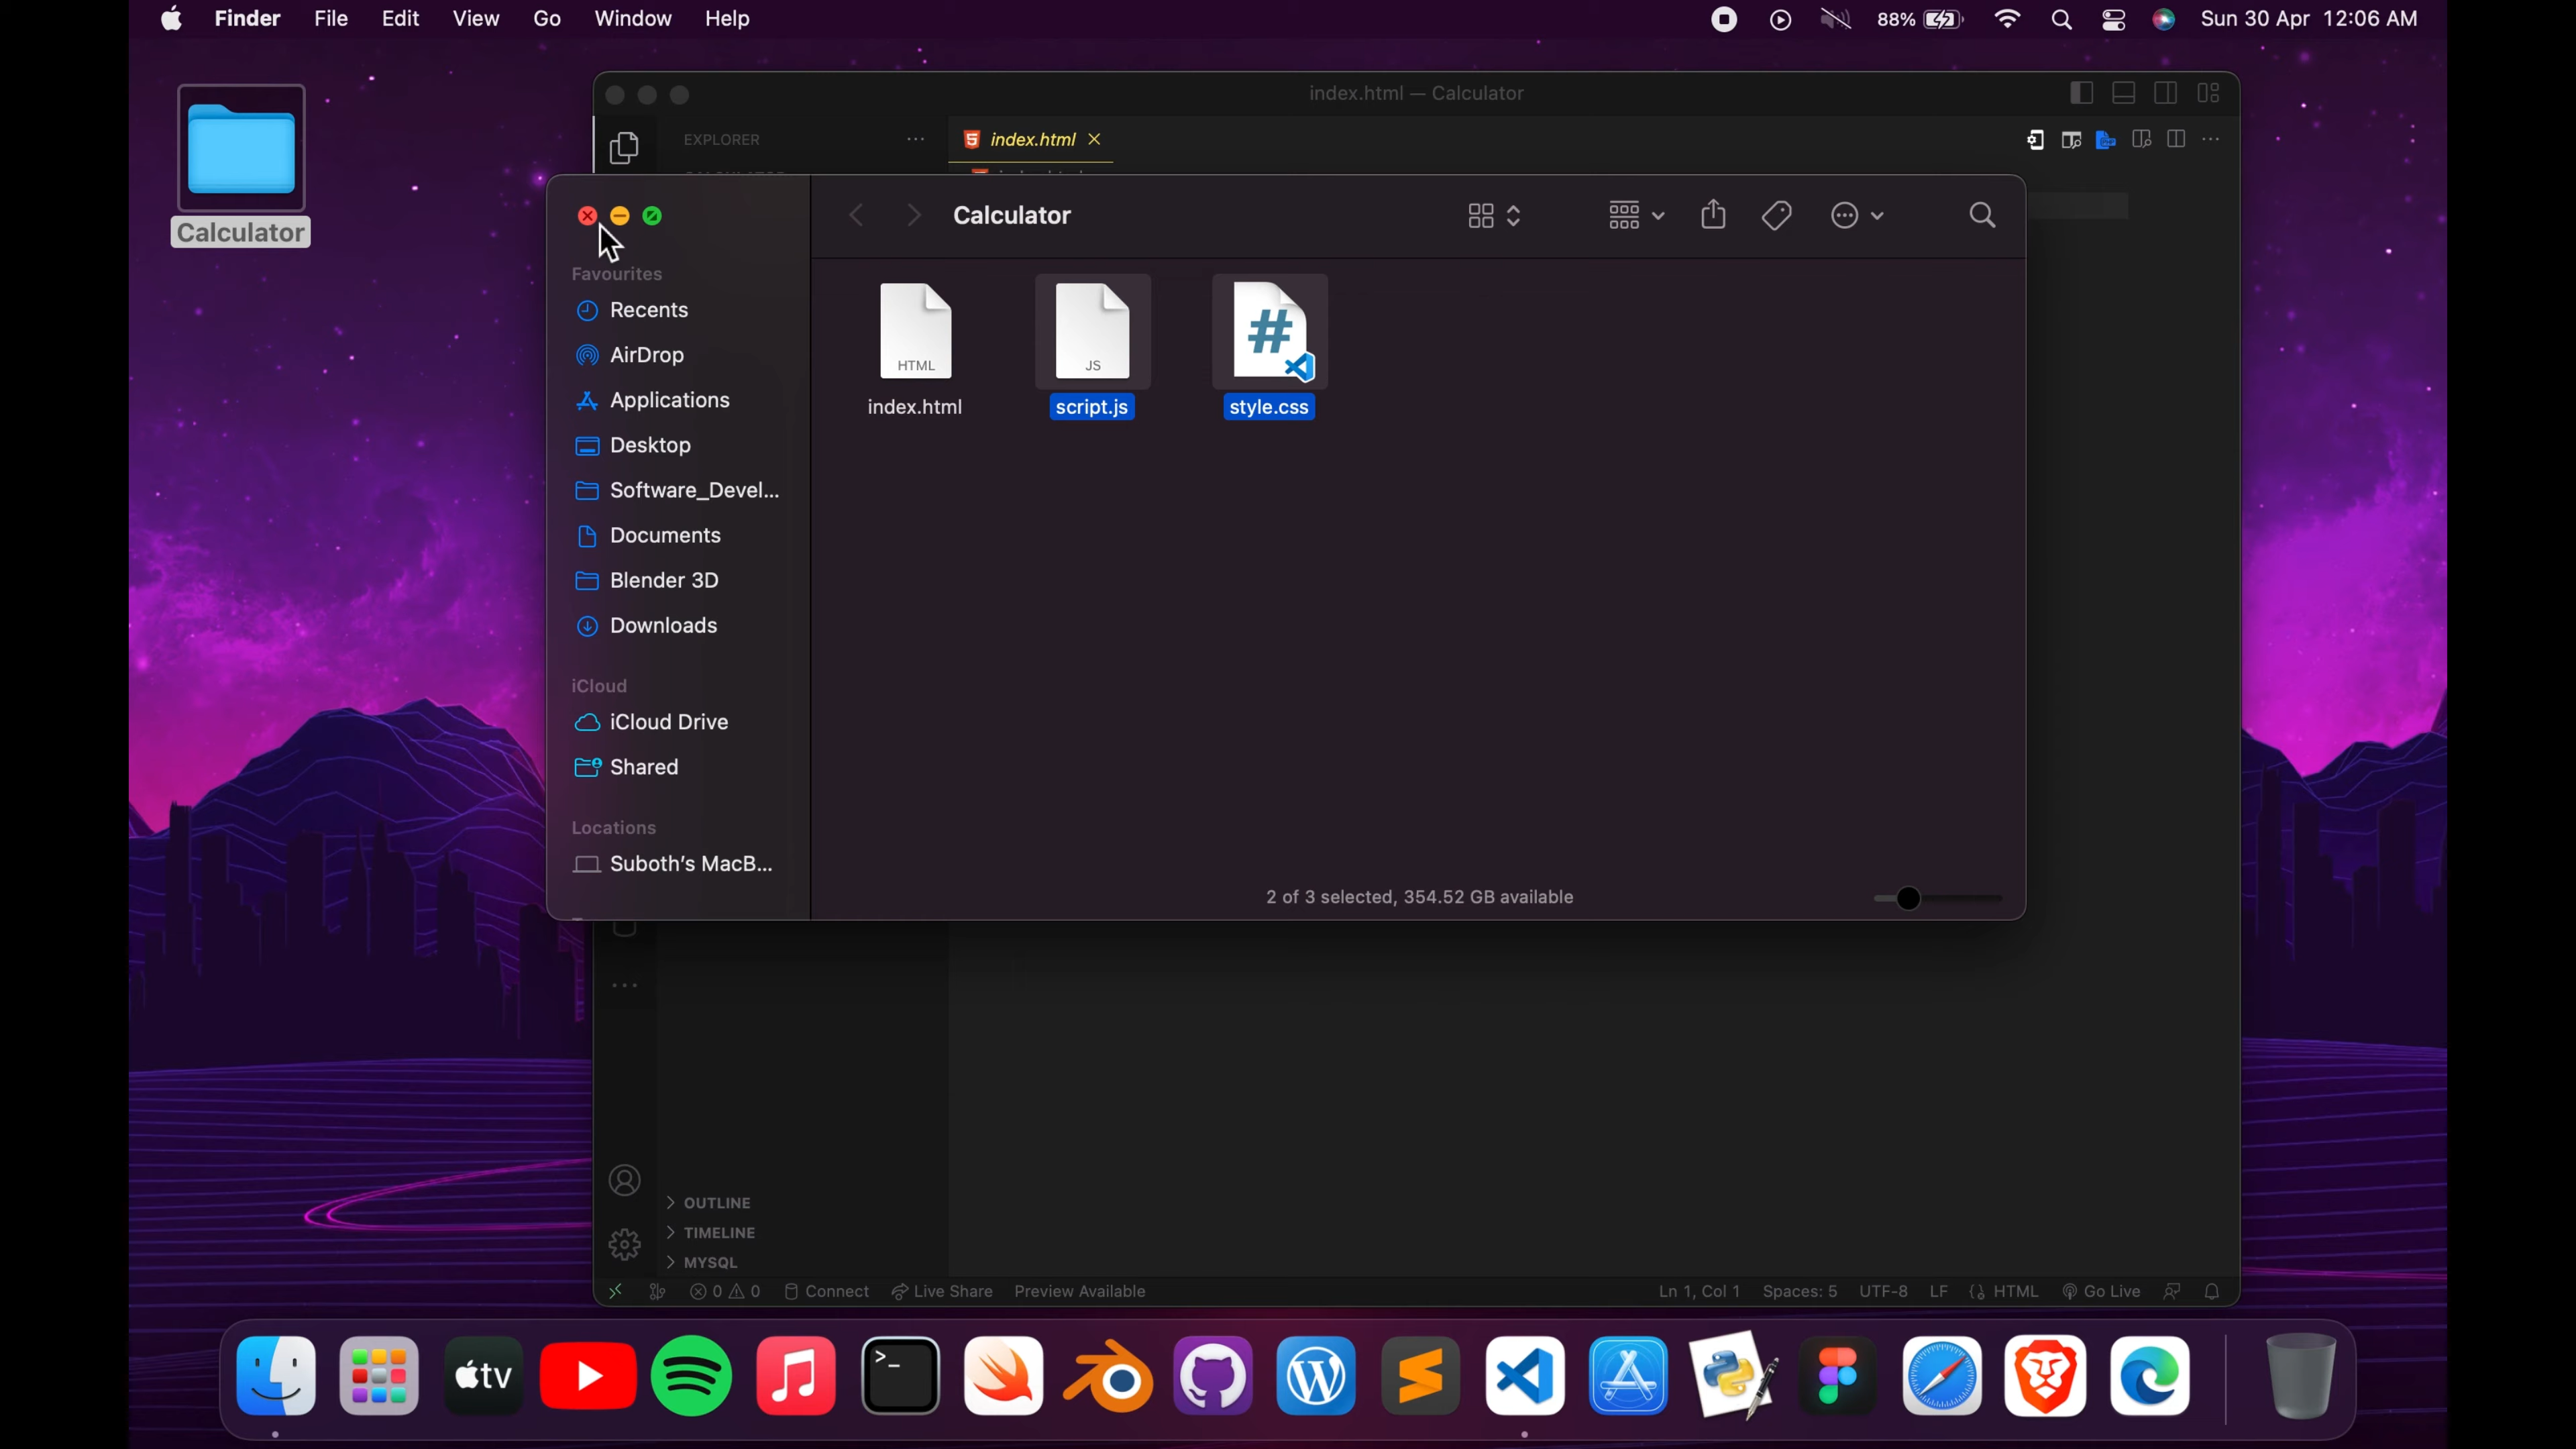 Finder File Edit View Go Window Help
88% Sun 30 Apr 12:06 AM
Calculator
index.html — Calculator
EXPLORER
index.html
Calculator
Favourites
Recents
AirDrop
Applications
Desktop
Software_Devel...
Documents
Blender 3D
Downloads
iCloud
iCloud Drive
Shared
Locations
Suboth's MacB...
HTML
index.html
JS
script.js
#
style.css
2 of 3 selected, 354.52 GB available
OUTLINE
TIMELINE
MYSQL
0 0 Connect Live Share Preview Available
Ln 1, Col 1 Spaces: 5 UTF-8 LF HTML Go Live
tv